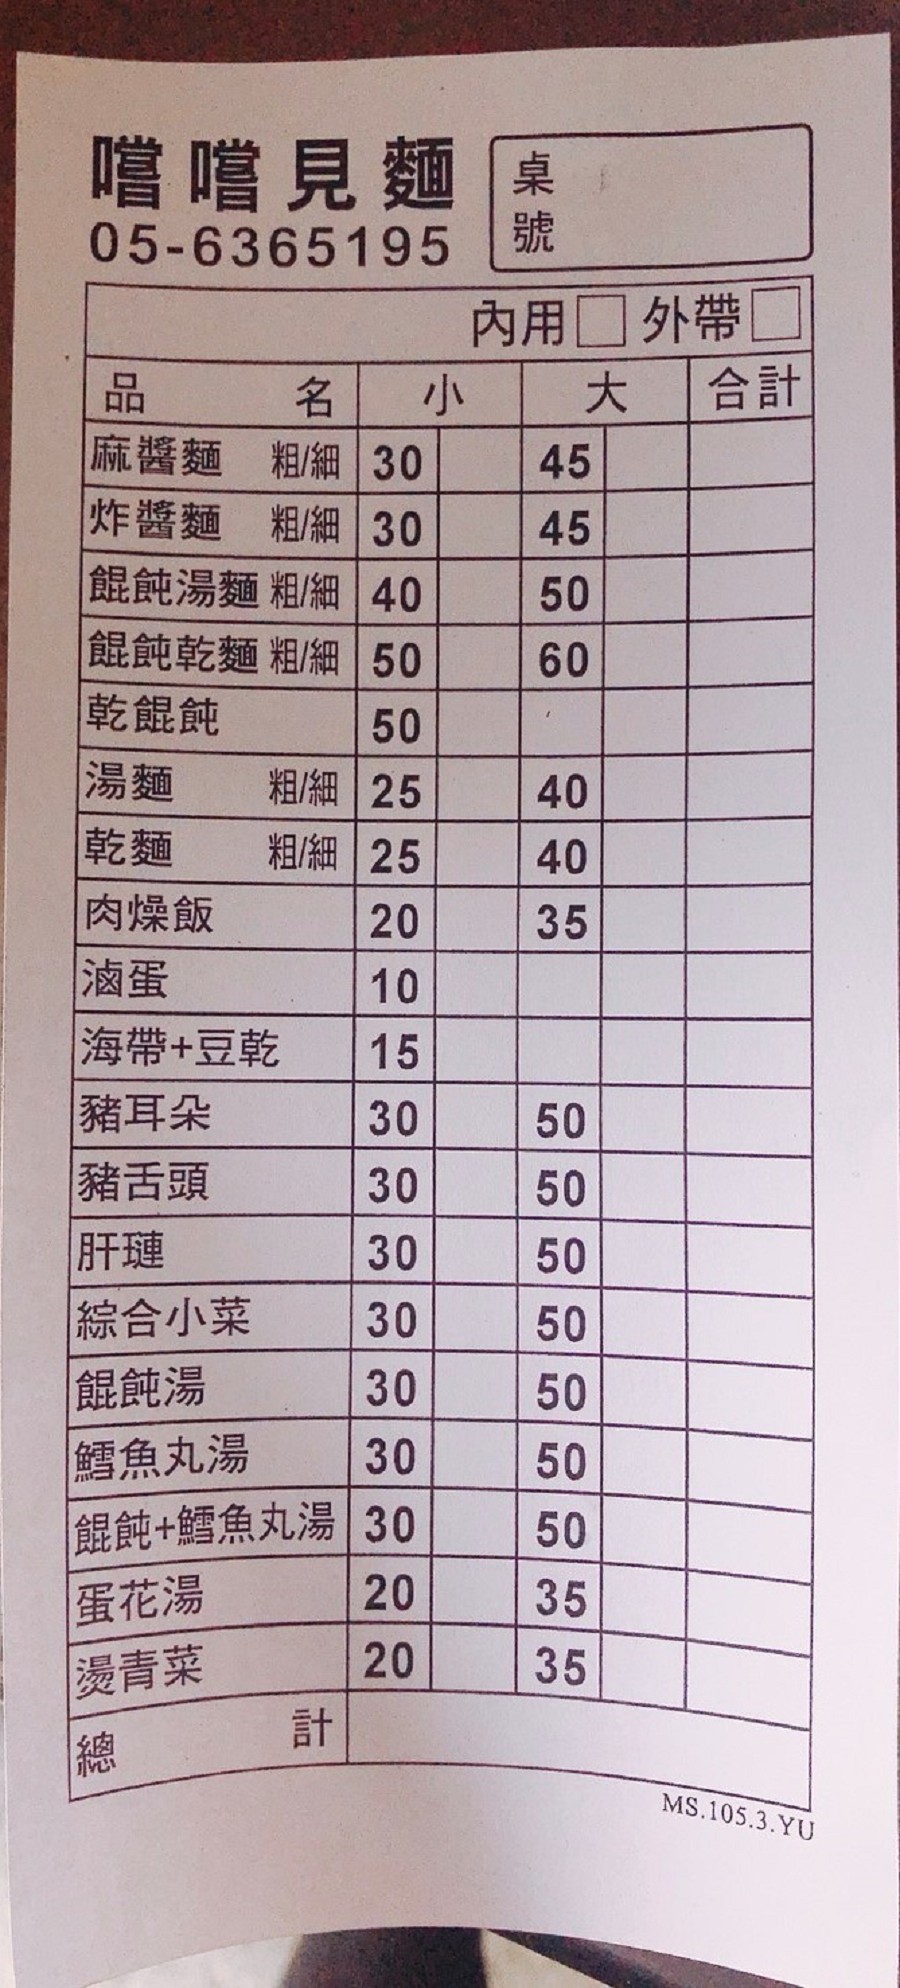 嚐嚐見麵
05-6365195
桌號
內用□ 外帶□
品名 小 大 合計
麻醬麵 粗/細 30 45
炸醬麵 粗/細 30 45
餛飩湯麵 粗/細 40 50
餛飩乾麵 粗/細 50 60
乾餛飩 50
湯麵 粗/細 25 40
乾麵 粗/細 25 40
肉燥飯 20 35
滷蛋 10
海帶+豆乾 15
豬耳朵 30 50
豬舌頭 30 50
肝璉 30 50
綜合小菜 30 50
餛飩湯 30 50
鱈魚丸湯 30 50
餛飩+鱈魚丸湯 30 50
蛋花湯 20 35
燙青菜 20 35
總計
MS.105.3.YU